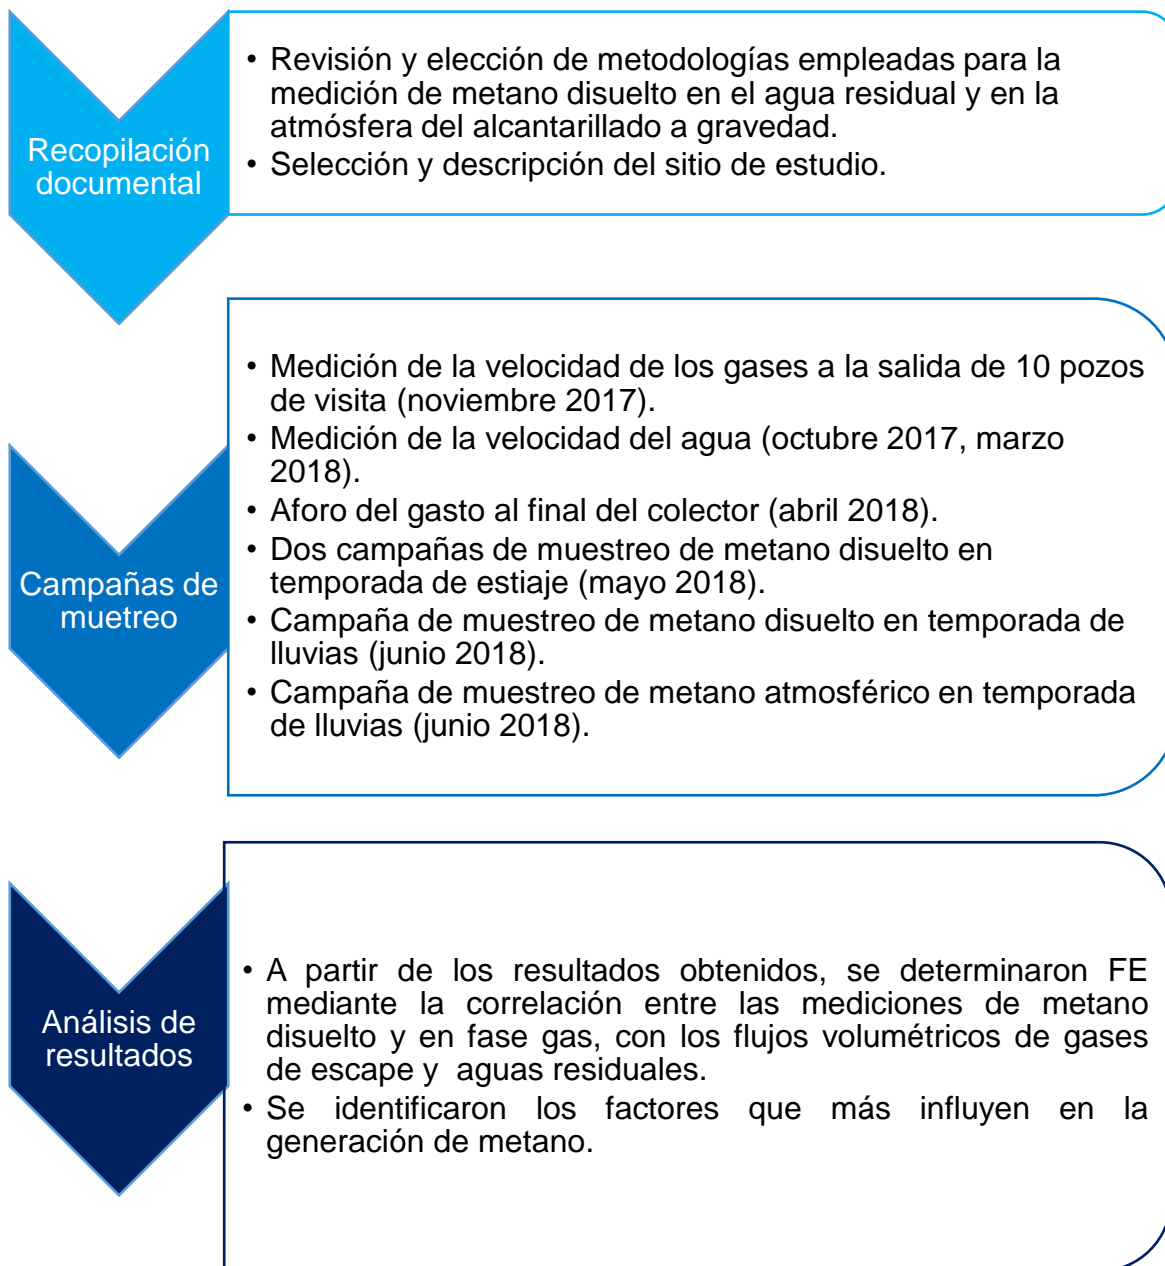 Recopilación
documental
• Revisión y elección de metodologías empleadas para la
medición de metano disuelto en el agua residual y en la
atmósfera del alcantarillado a gravedad.
• Selección y descripción del sitio de estudio.
Campañas de
muetreo
• Medición de la velocidad de los gases a la salida de 10 pozos
de visita (noviembre 2017).
• Medición de la velocidad del agua (octubre 2017, marzo
2018).
• Aforo del gasto al final del colector (abril 2018).
• Dos campañas de muestreo de metano disuelto en
temporada de estiaje (mayo 2018).
• Campaña de muestreo de metano disuelto en temporada de
lluvias (junio 2018).
• Campaña de muestreo de metano atmosférico en temporada
de lluvias (junio 2018).
Análisis de
resultados
• A partir de los resultados obtenidos, se determinaron FE
mediante la correlación entre las mediciones de metano
disuelto y en fase gas, con los flujos volumétricos de gases
de escape y aguas residuales.
• Se identificaron los factores que más influyen en la
generación de metano.